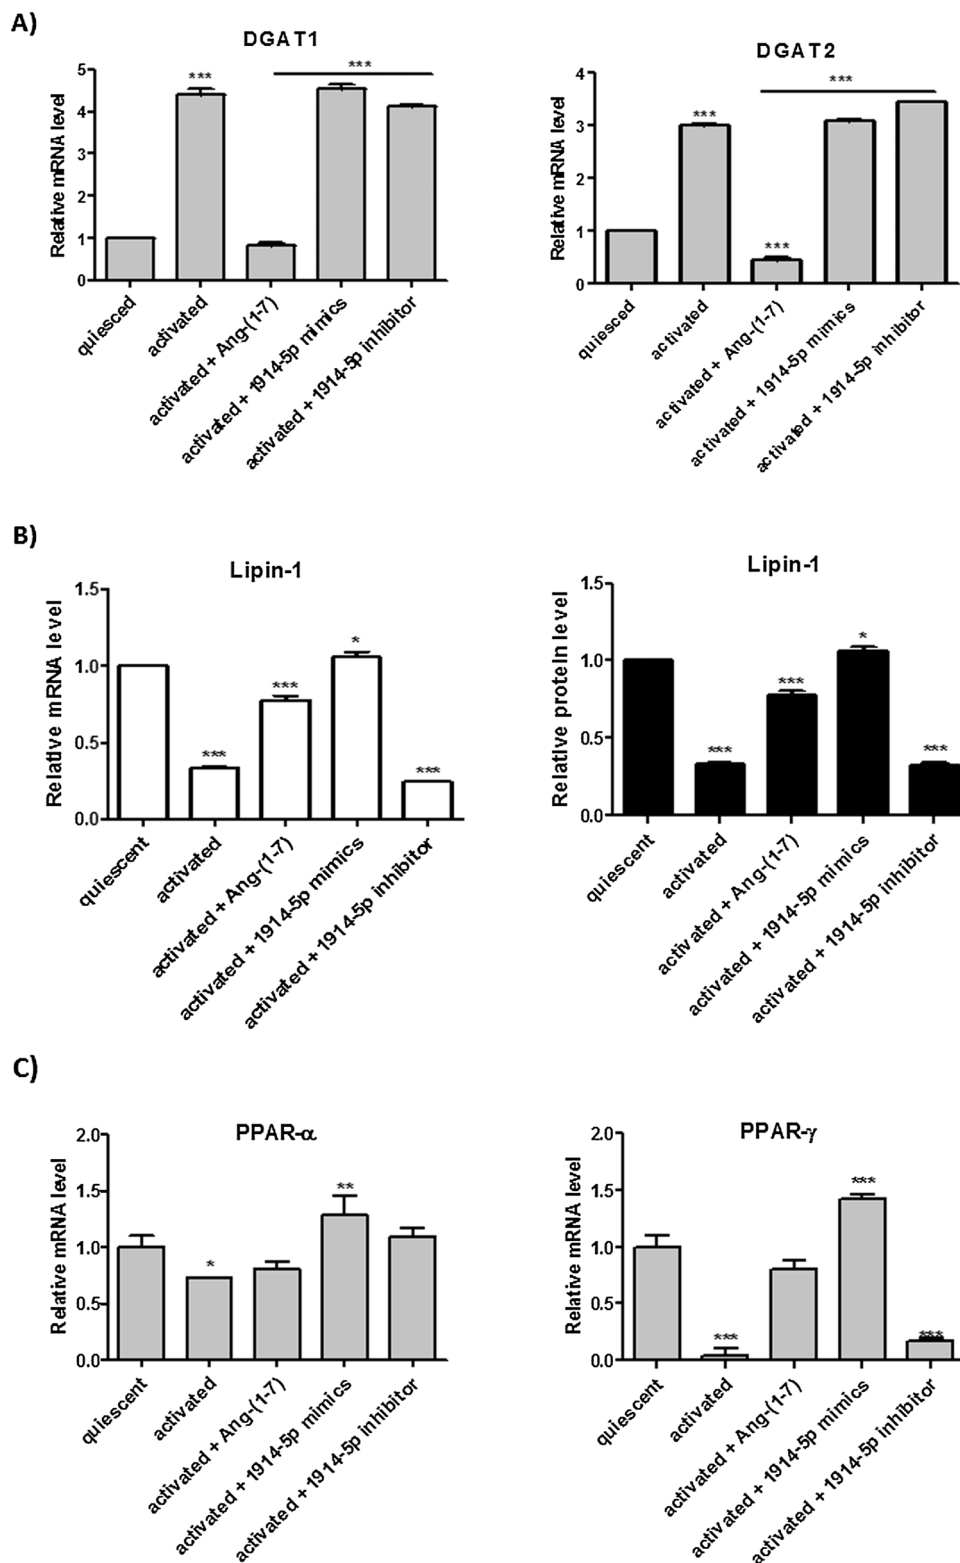 A)
DGAT1
Relative mRNA level
5
4
3
2
1
0
***
***
quiesced
activated
activated + Ang-(1-7)
activated + 1914-5p mimics
activated + 1914-5p inhibitor
DGAT2
Relative mRNA level
4
3
2
1
0
***
***
***
quiesced
activated
activated + Ang-(1-7)
activated + 1914-5p mimics
activated + 1914-5p inhibitor
B)
Lipin-1
Relative mRNA level
1.5
1.0
0.5
0.0
***
***
*
***
quiescent
activated
activated + Ang-(1-7)
activated + 1914-5p mimics
activated + 1914-5p inhibitor
Lipin-1
Relative protein level
1.5
1.0
0.5
0.0
***
***
*
***
quiescent
activated
activated + Ang-(1-7)
activated + 1914-5p mimics
activated + 1914-5p inhibitor
C)
PPAR-α
Relative mRNA level
2.0
1.5
1.0
0.5
0.0
*
**
quiescent
activated
activated + Ang-(1-7)
activated + 1914-5p mimics
activated + 1914-5p inhibitor
PPAR-γ
Relative mRNA level
2.0
1.5
1.0
0.5
0.0
***
***
***
quiescent
activated
activated + Ang-(1-7)
activated + 1914-5p mimics
activated + 1914-5p inhibitor